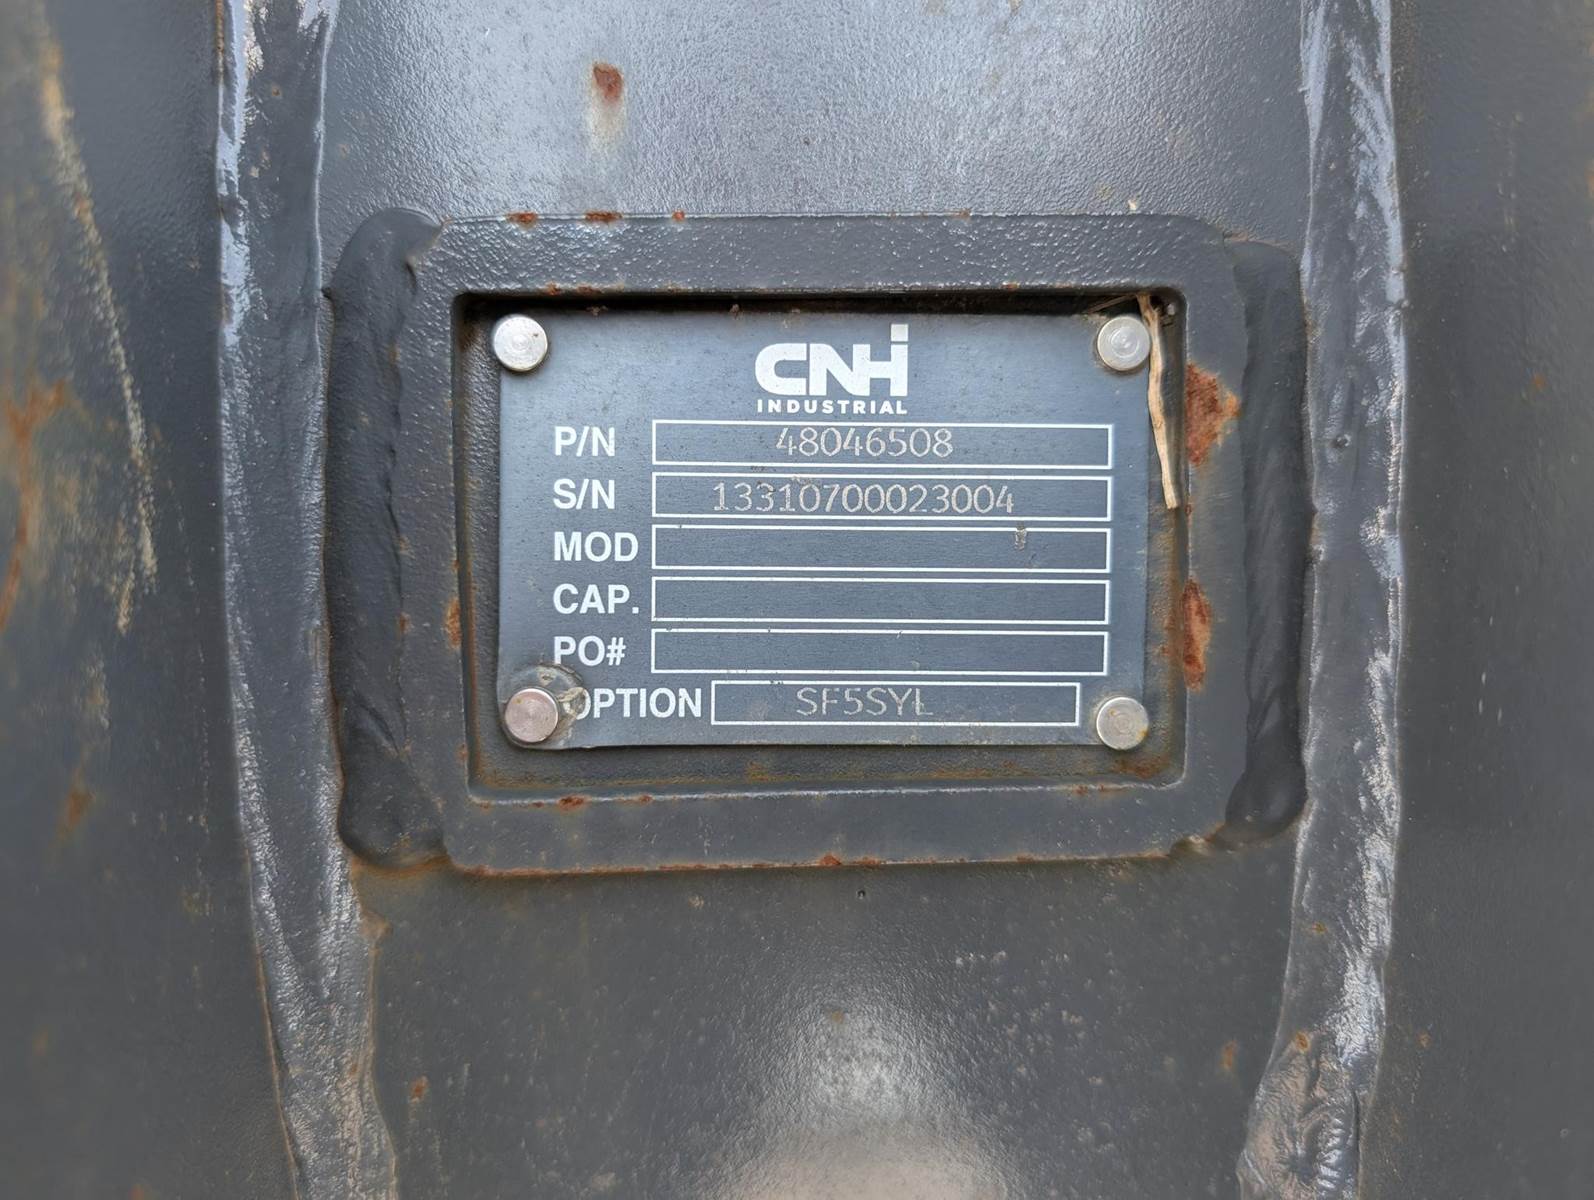 CNH
INDUSTRIAL
P/N 48046508
S/N 13310700023004
MOD
CAP.
PO#
OPTION SF5SYL